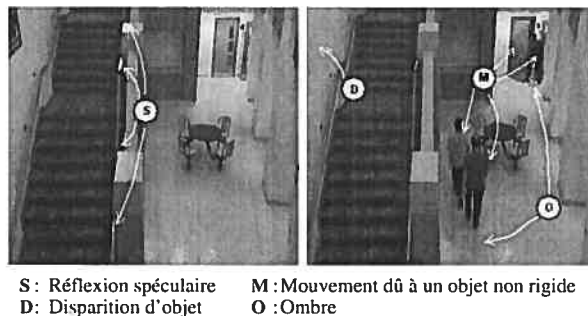 S
D
M
O
S : Réflexion spéculaire M : Mouvement dû à un objet non rigide
D: Disparition d'objet O : Ombre